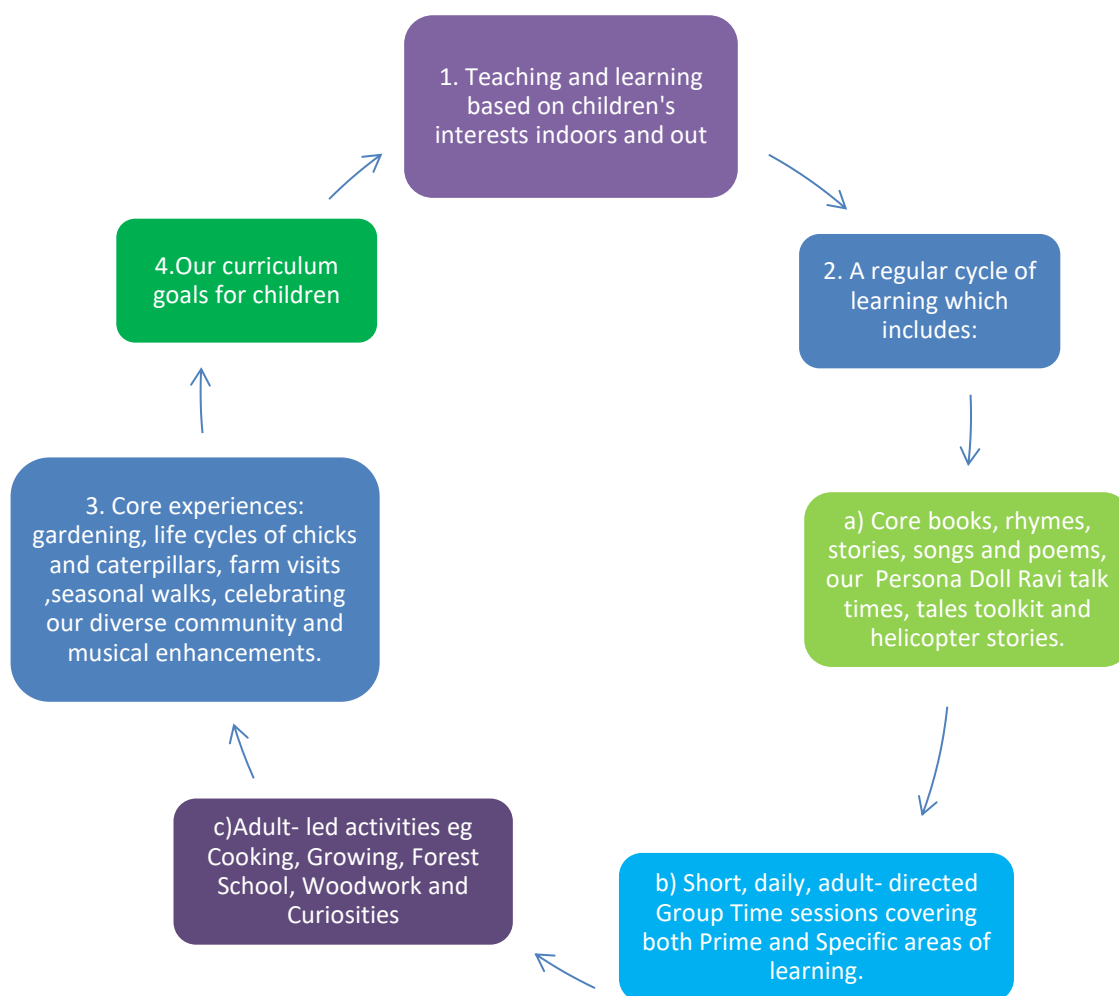 1. Teaching and learning
based on children's
interests indoors and out
2. A regular cycle of
learning which
includes:
a) Core books, rhymes,
stories, songs and poems,
our Persona Doll Ravi talk
times, tales toolkit and
helicopter stories.
b) Short, daily, adult- directed
Group Time sessions covering
both Prime and Specific areas of
learning.
c)Adult- led activities eg
Cooking, Growing, Forest
School, Woodwork and
Curiosities
3. Core experiences:
gardening, life cycles of chicks
and caterpillars, farm visits
,seasonal walks, celebrating
our diverse community and
musical enhancements.
4.Our curriculum
goals for children